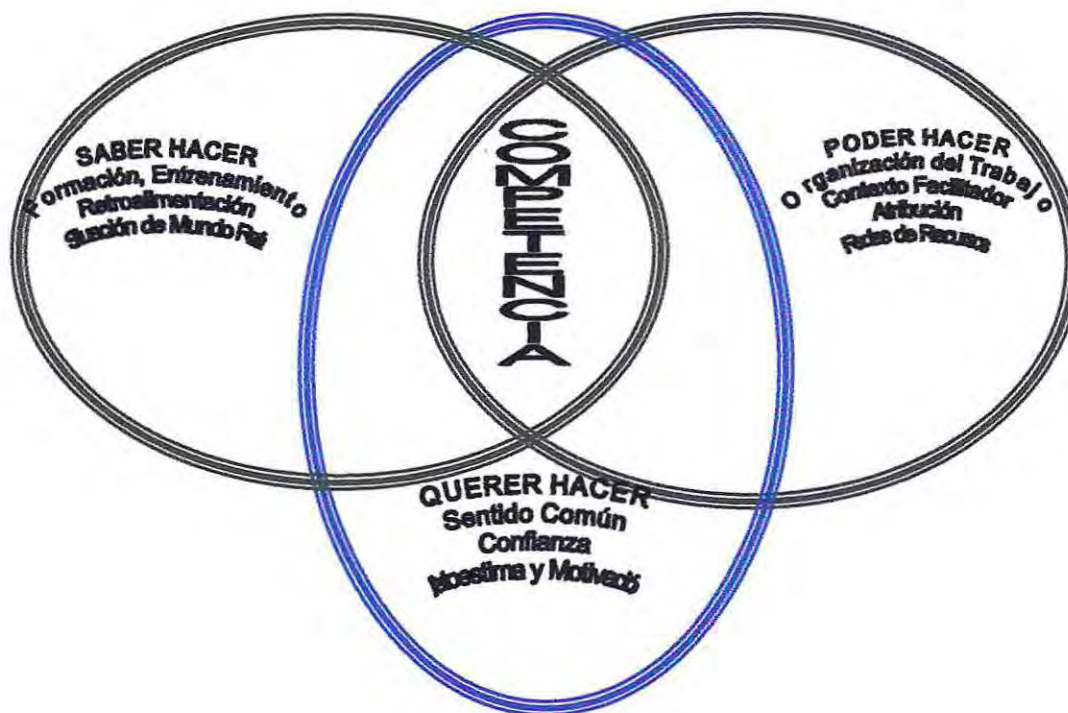 SABER HACER
Formación, Entrenamiento
Retroalimentación
de Mundo
COMPETENCIA
PODER HACER
Organización del Trabajo
Contexto Facilitador
Atribución
Redes de Recursos
QUERER HACER
Sentido Común
Confianza
y